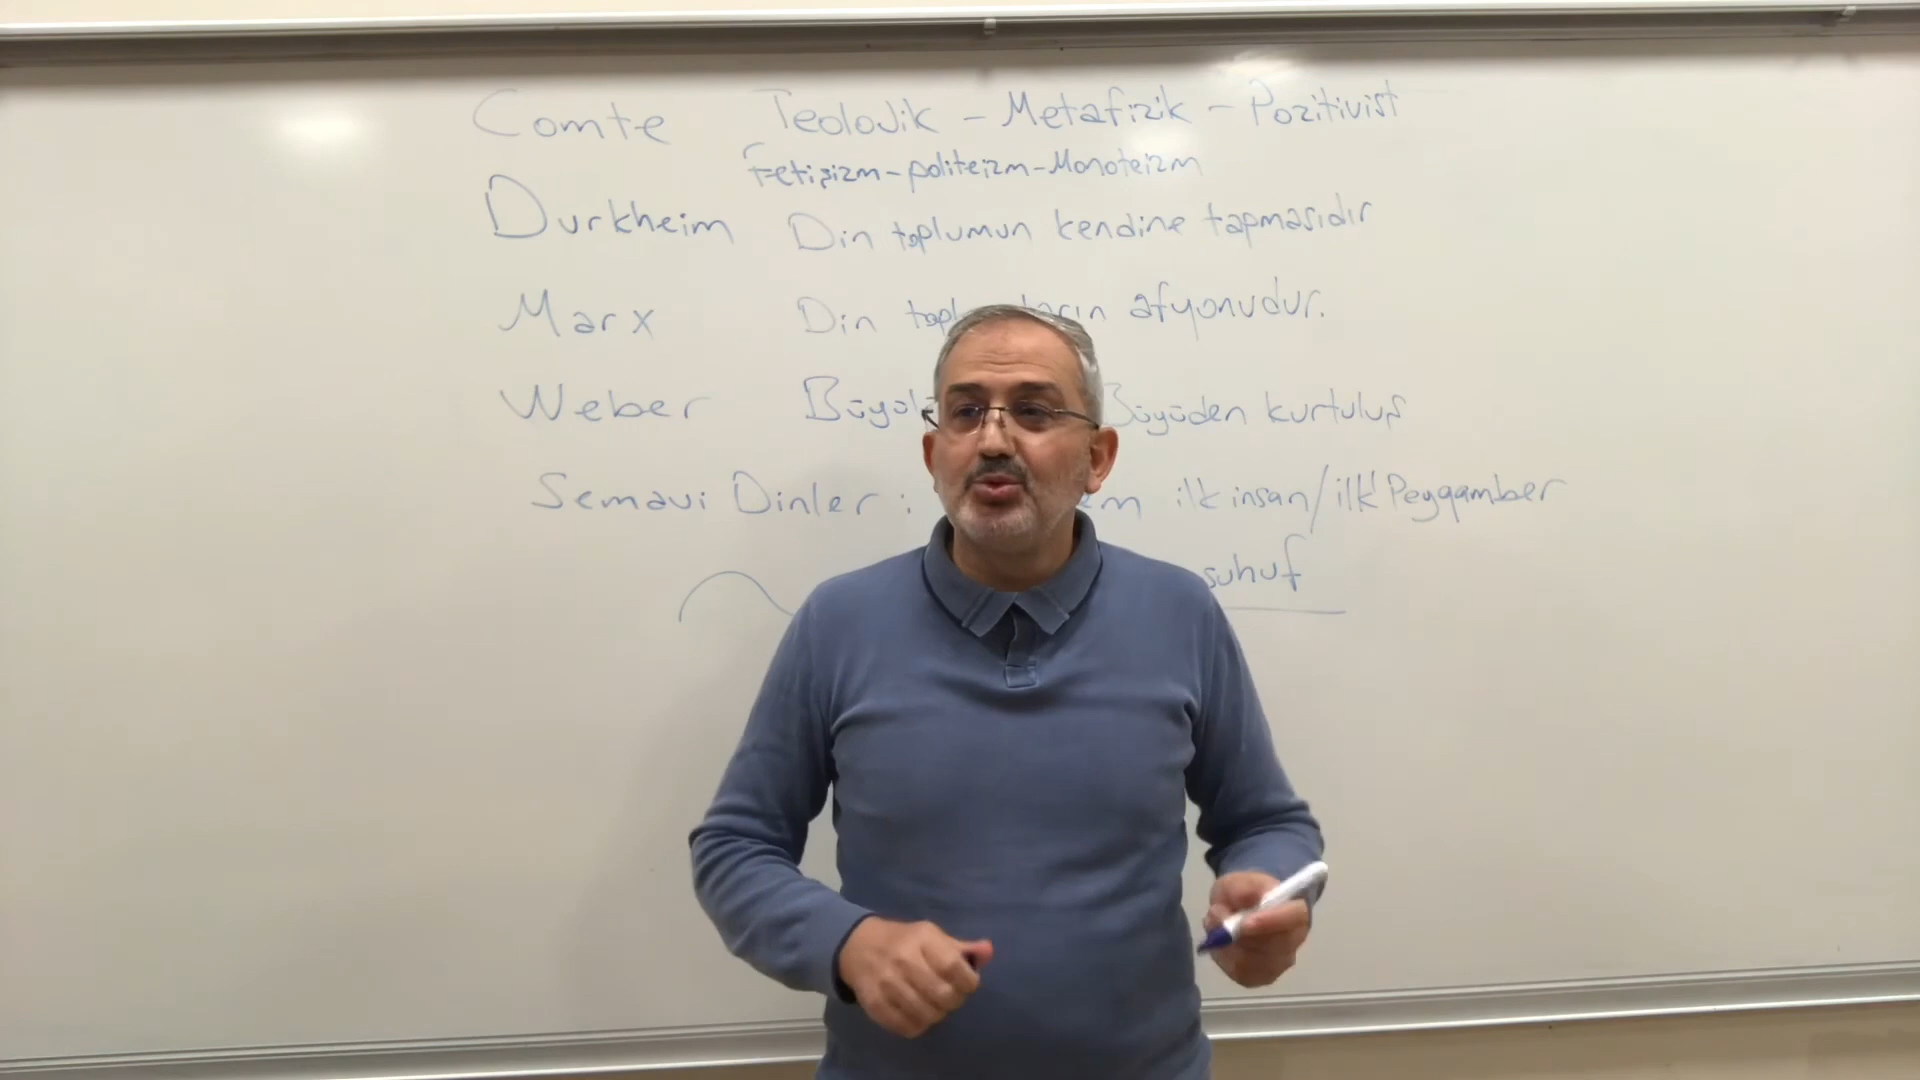 Comte Teolojik - Metafizik - Pozitivist
Fetişizm - politeizm - Monoteizm
Durkheim Din toplumun kendine tapmasıdır
Marx Din afyonudur.
Weber Büyüden kurtuluş
Semavi Dinler : ilk insan/ilk Peygamber
suhuf